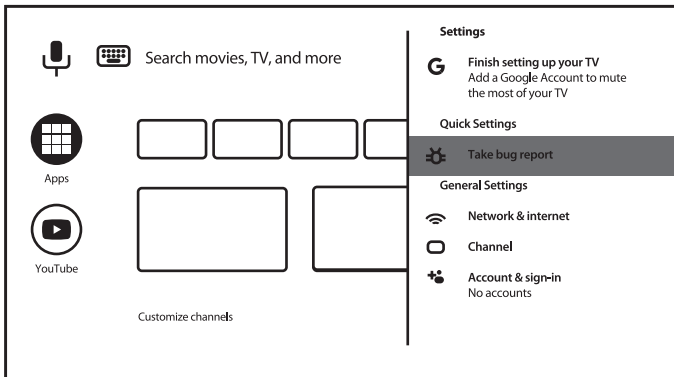 Search movies, TV, and more
Apps
YouTube
Customize channels
Settings
Finish setting up your TV
Add a Google Account to mute
the most of your TV
Quick Settings
Take bug report
General Settings
Network & internet
Channel
Account & sign-in
No accounts